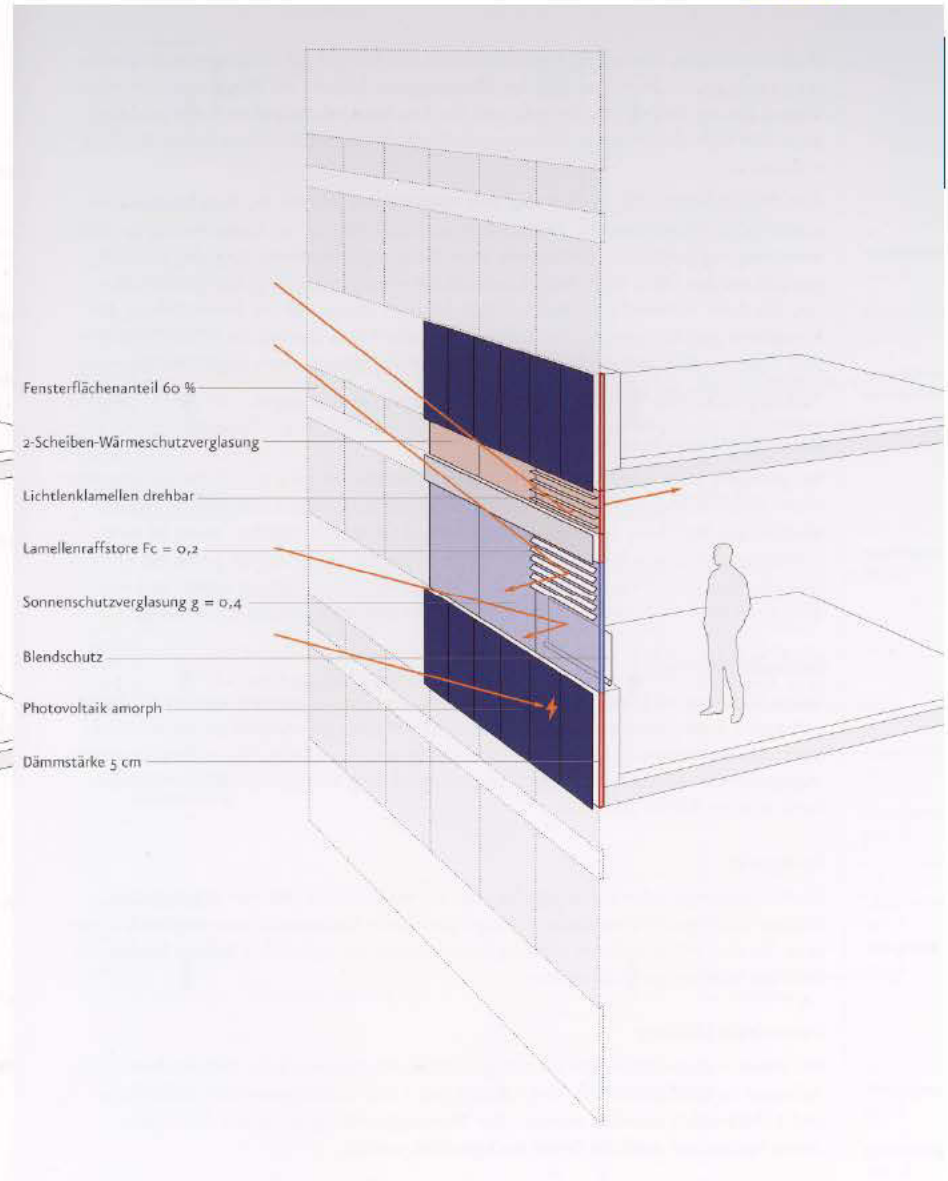 Fensterflächenanteil 60 %
2-Scheiben-Wärmeschutzverglasung
Lichtlenklamellen drehbar
Lamellenraffstore Fc = 0,2
Sonnenschutzverglasung g = 0,4
Blendschutz
Photovoltaik amorph
Dämmstärke 5 cm